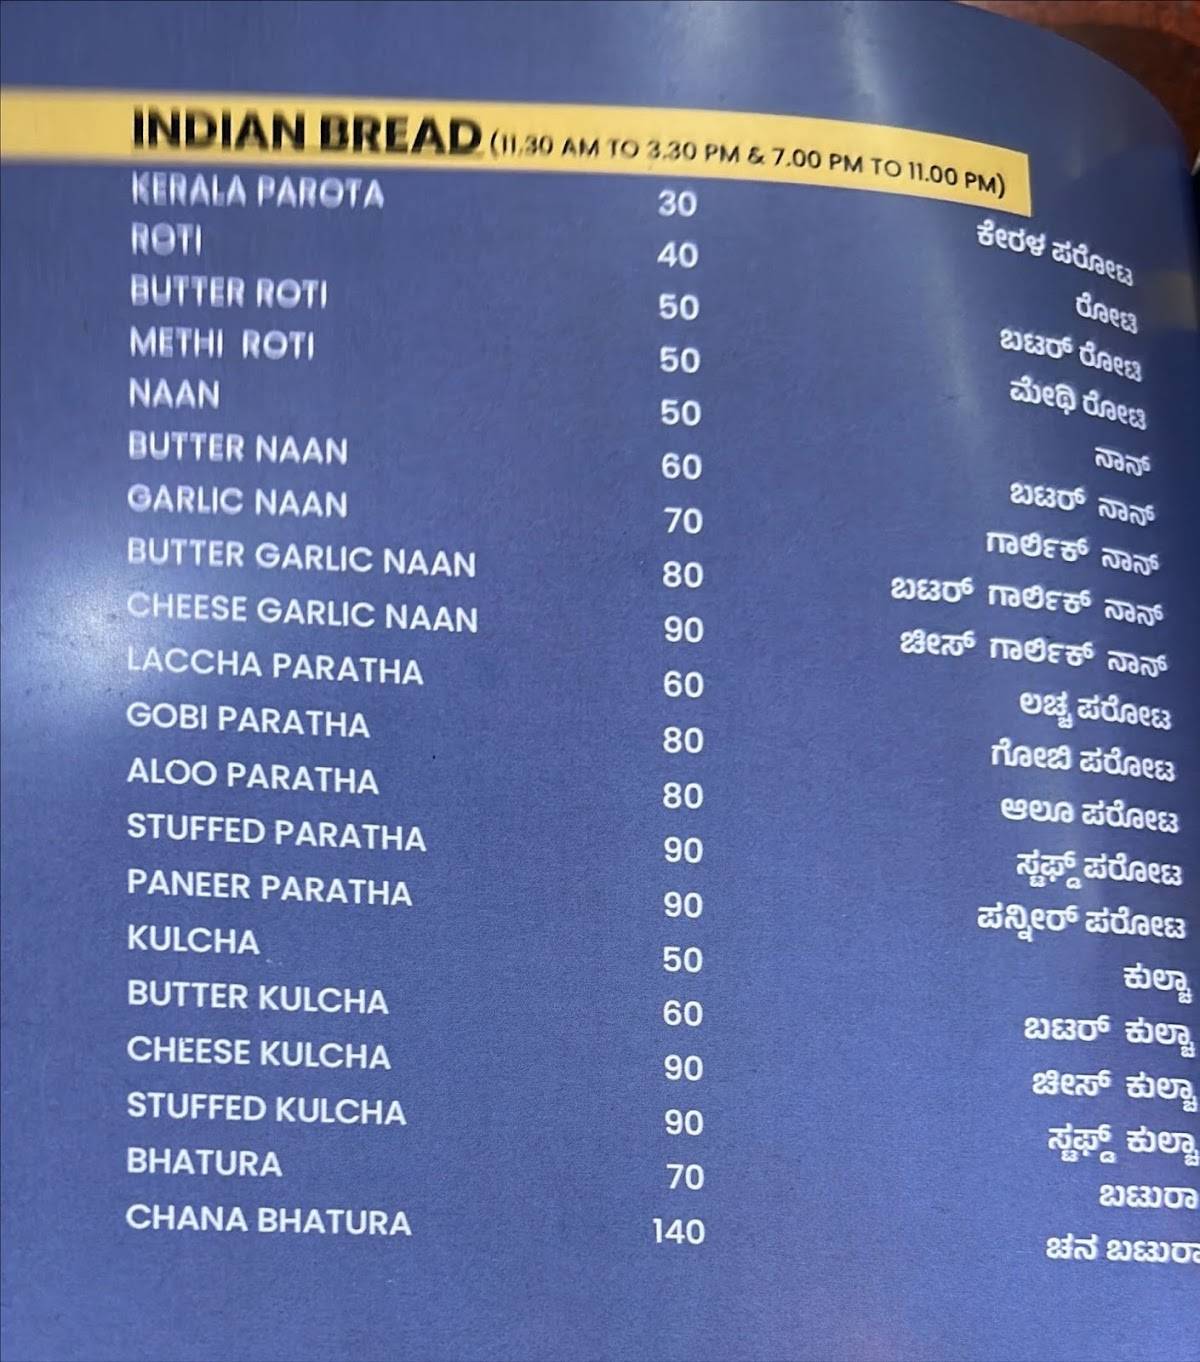 INDIAN BREAD (11.30 AM TO 3.30 PM & 7.00 PM TO 11.00 PM)
KERALA PAROTA 30 ಕೇರಳ ಪರೋಟ
ROTI 40 ರೋಟಿ
BUTTER ROTI 50 ಬಟರ್ ರೋಟಿ
METHI ROTI 50 ಮೇಥಿ ರೋಟಿ
NAAN 50 ನಾನ್
BUTTER NAAN 60 ಬಟರ್ ನಾನ್
GARLIC NAAN 70 ಗಾರ್ಲಿಕ್ ನಾನ್
BUTTER GARLIC NAAN 80 ಬಟರ್ ಗಾರ್ಲಿಕ್ ನಾನ್
CHEESE GARLIC NAAN 90 ಚೀಸ್ ಗಾರ್ಲಿಕ್ ನಾನ್
LACCHA PARATHA 60 ಲಚ್ಚ ಪರೋಟ
GOBI PARATHA 80 ಗೋಬಿ ಪರೋಟ
ALOO PARATHA 80 ಆಲೂ ಪರೋಟ
STUFFED PARATHA 90 ಸ್ಟಫ್ಡ್ ಪರೋಟ
PANEER PARATHA 90 ಪನ್ನೀರ್ ಪರೋಟ
KULCHA 50 ಕುಲ್ಚಾ
BUTTER KULCHA 60 ಬಟರ್ ಕುಲ್ಚಾ
CHEESE KULCHA 90 ಚೀಸ್ ಕುಲ್ಚಾ
STUFFED KULCHA 90 ಸ್ಟಫ್ಡ್ ಕುಲ್ಚಾ
BHATURA 70 ಬಟುರಾ
CHANA BHATURA 140 ಚನ ಬಟುರಾ